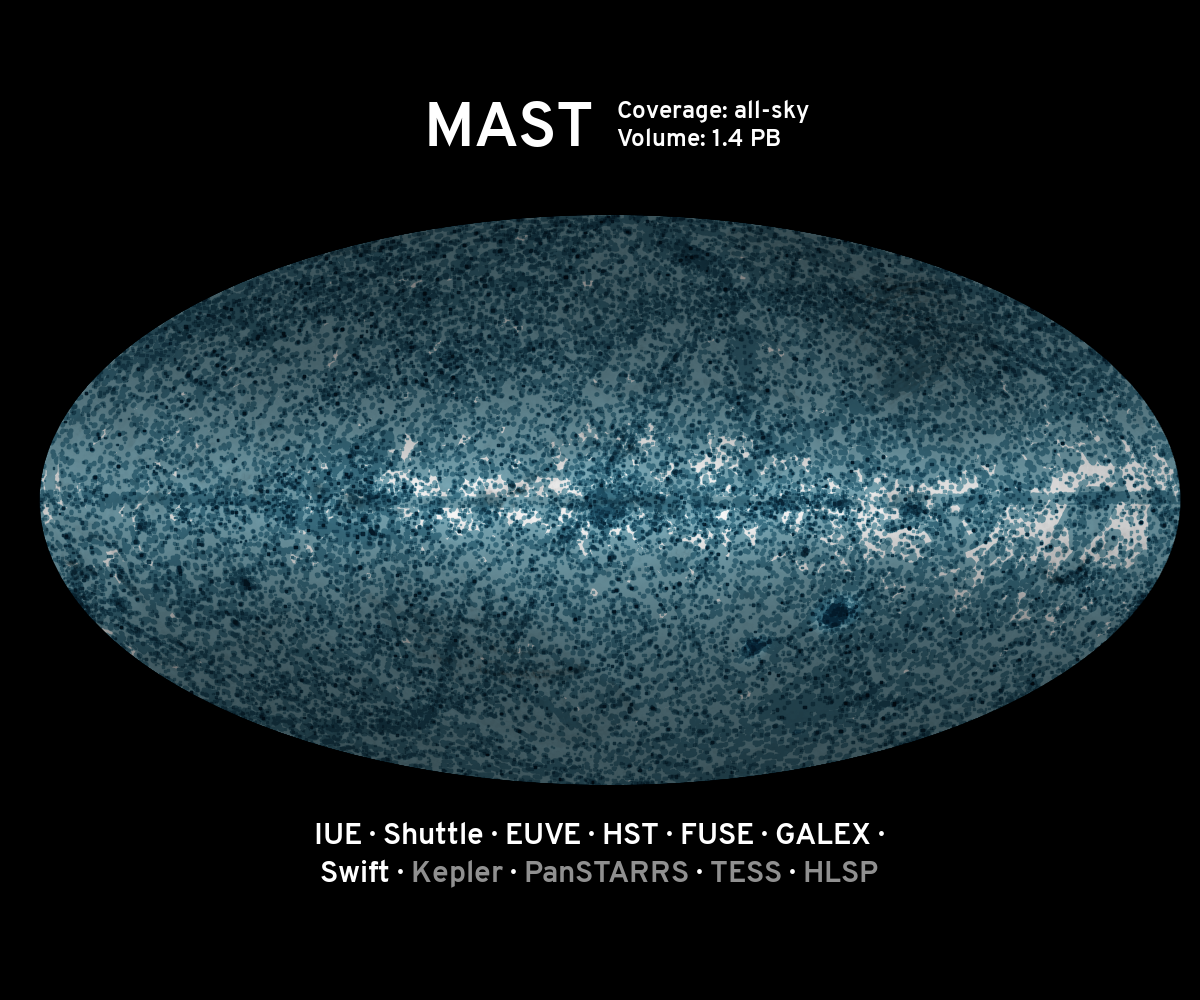 MAST
Coverage: all-sky
Volume: 1.4 PB
IUE · Shuttle · EUVE · HST · FUSE · GALEX ·
Swift · Kepler · PanSTARRS · TESS · HLSP